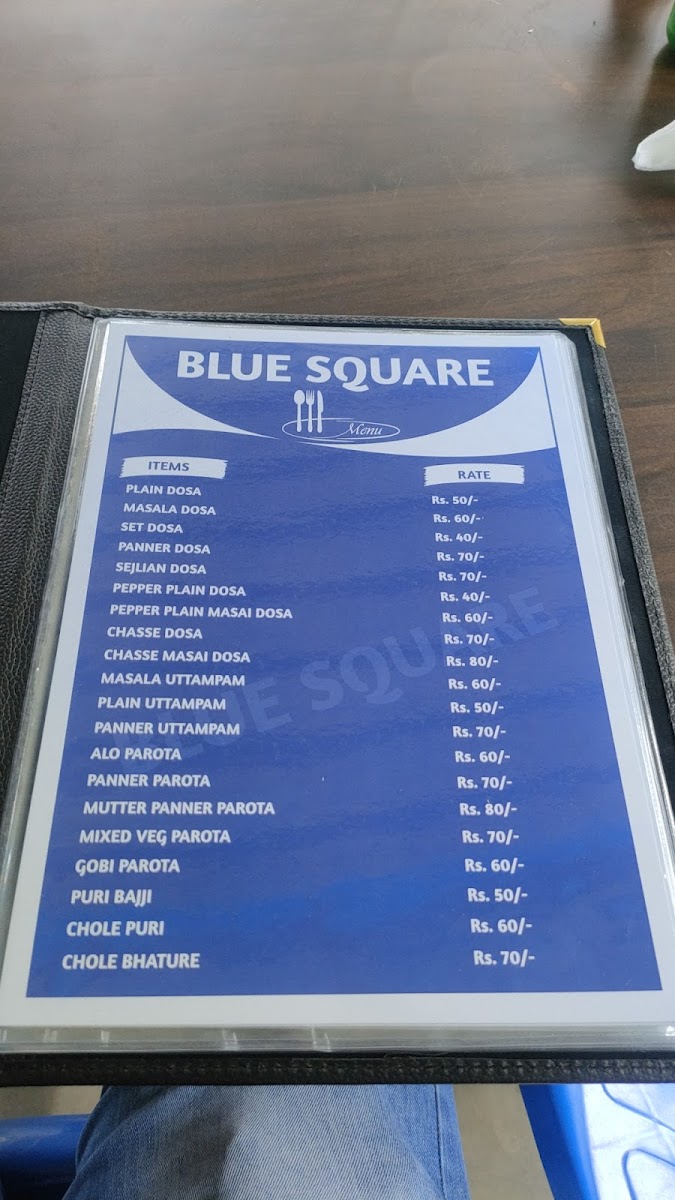 BLUE SQUARE
Menu
ITEMS RATE
PLAIN DOSA Rs. 50/-
MASALA DOSA Rs. 60/-
SET DOSA Rs. 40/-
PANNER DOSA Rs. 70/-
SEJLIAN DOSA Rs. 70/-
PEPPER PLAIN DOSA Rs. 40/-
PEPPER PLAIN MASAI DOSA Rs. 60/-
CHASSE DOSA Rs. 70/-
CHASSE MASAI DOSA Rs. 80/-
MASALA UTTAMPAM Rs. 60/-
PLAIN UTTAMPAM Rs. 50/-
PANNER UTTAMPAM Rs. 70/-
ALO PAROTA Rs. 60/-
PANNER PAROTA Rs. 70/-
MUTTER PANNER PAROTA Rs. 80/-
MIXED VEG PAROTA Rs. 70/-
GOBI PAROTA Rs. 60/-
PURI BAJJI Rs. 50/-
CHOLE PURI Rs. 60/-
CHOLE BHATURE Rs. 70/-
BLUE SQUARE